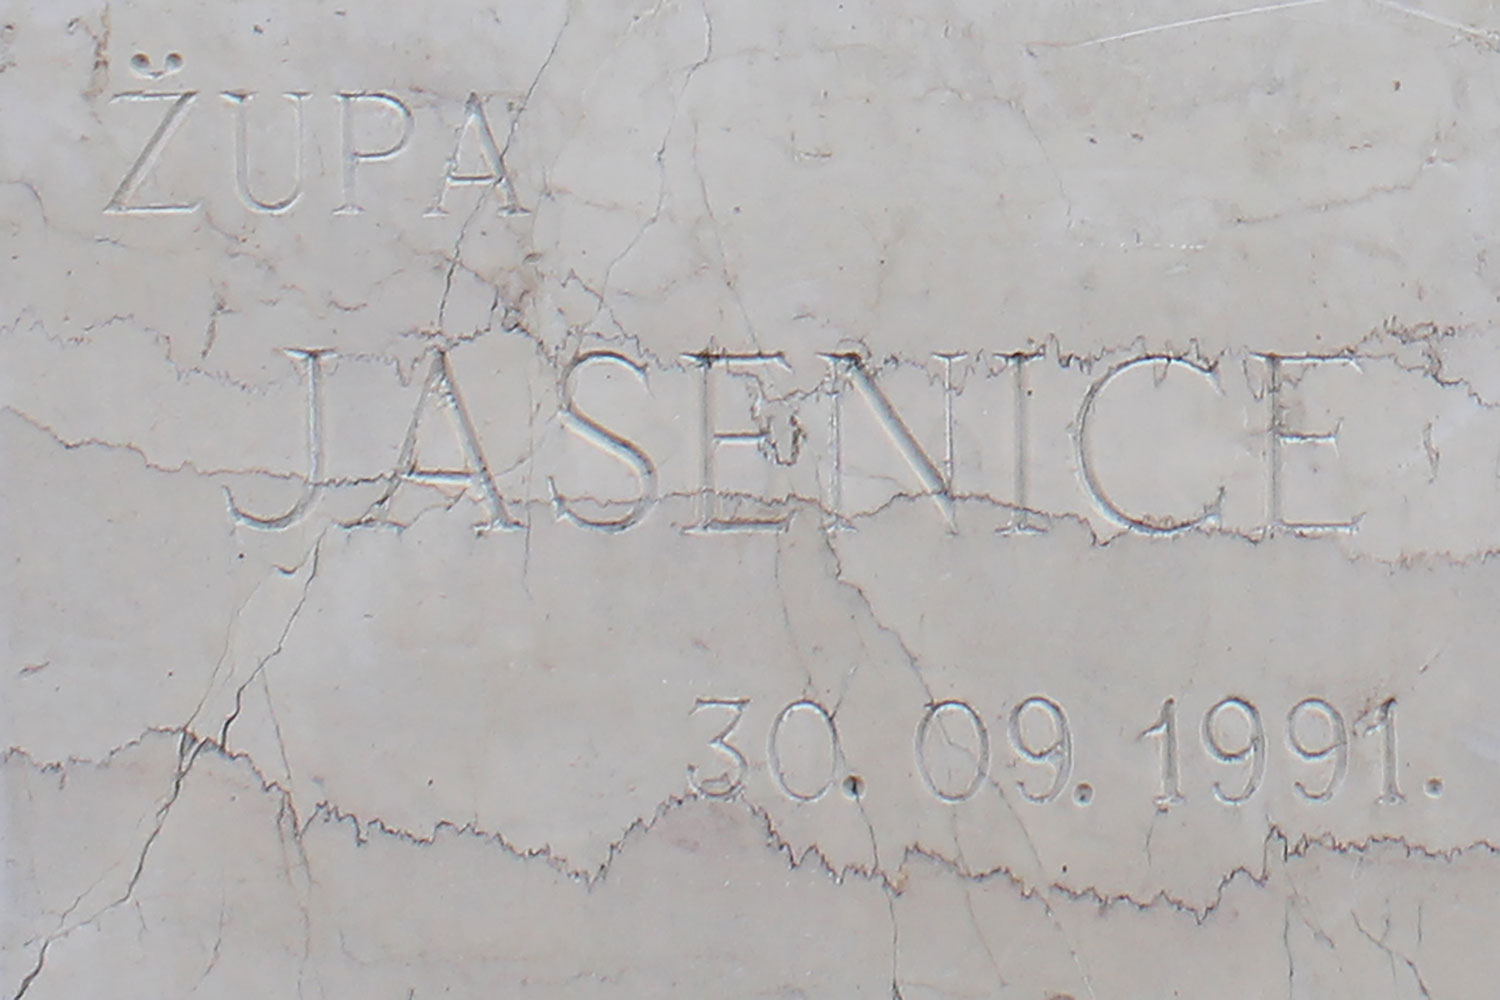 ŽUPA
JASENICE
30. 09. 1991.